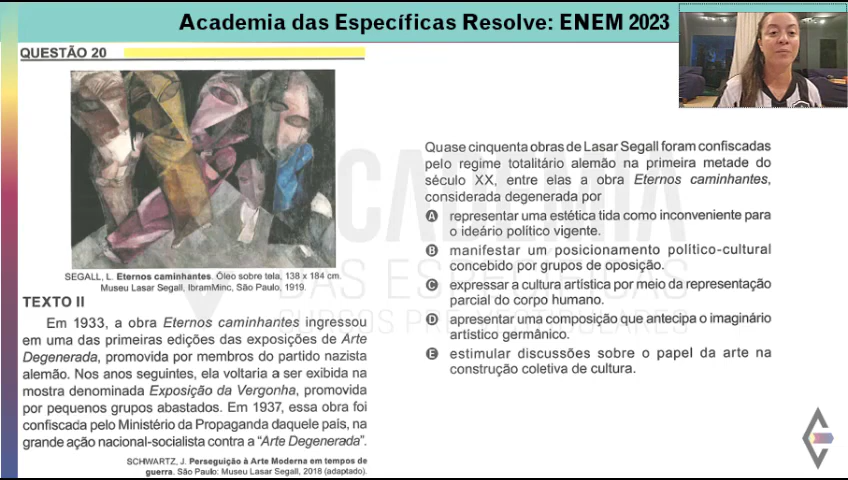 Academia das Específicas Resolve: ENEM 2023
QUESTÃO 20
SEGALL, L. Eternos caminhantes. Óleo sobre tela, 138 x 184 cm.
Museu Lasar Segall, IbramMinc, São Paulo, 1919.
TEXTO II
Em 1933, a obra Eternos caminhantes ingressou
em uma das primeiras edições das exposições de Arte
Degenerada, promovida por membros do partido nazista
alemão. Nos anos seguintes, ela voltaria a ser exibida na
mostra denominada Exposição da Vergonha, promovida
por pequenos grupos abastados. Em 1937, essa obra foi
confiscada pelo Ministério da Propaganda daquele país, na
grande ação nacional-socialista contra a “Arte Degenerada”.
SCHWARTZ, J. Perseguição à Arte Moderna em tempos de
guerra. São Paulo: Museu Lasar Segall, 2018 (adaptado).
Quase cinquenta obras de Lasar Segall foram confiscadas
pelo regime totalitário alemão na primeira metade do
século XX, entre elas a obra Eternos caminhantes,
considerada degenerada por
A representar uma estética tida como inconveniente para
o ideário político vigente.
B manifestar um posicionamento político-cultural
concebido por grupos de oposição.
C expressar a cultura artística por meio da representação
parcial do corpo humano.
D apresentar uma composição que antecipa o imaginário
artístico germânico.
E estimular discussões sobre o papel da arte na
construção coletiva de cultura.
ACADEMIA
DAS ESPECÍFICAS
CURSOS PRÉ-VESTIBULARES